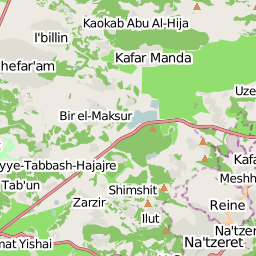 Kaokab Abu Al-Hija
I'billin
Kafar Manda
hefar'am
Uze
Bir el-Maksur
Kafa
yye-Tabbash-Hajajre
Meshh
Tab'un
Shimshit
Zarzir
Reine
Ilut
Na'tze
mat Yishai
Na'tzeret